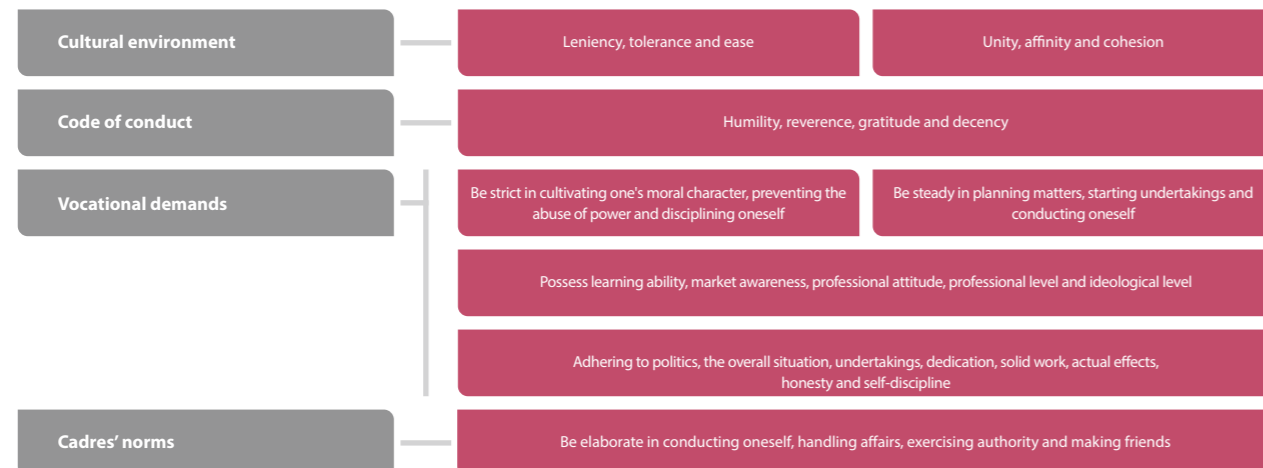 Cultural environment
Leniency, tolerance and ease
Unity, affinity and cohesion
Code of conduct
Humility, reverence, gratitude and decency
Vocational demands
Be strict in cultivating one's moral character, preventing the
abuse of power and disciplining oneself
Be steady in planning matters, starting undertakings and
conducting oneself
Possess learning ability, market awareness, professional attitude, professional level and ideological level
Adhering to politics, the overall situation, undertakings, dedication, solid work, actual effects,
honesty and self-discipline
Cadres’ norms
Be elaborate in conducting oneself, handling affairs, exercising authority and making friends